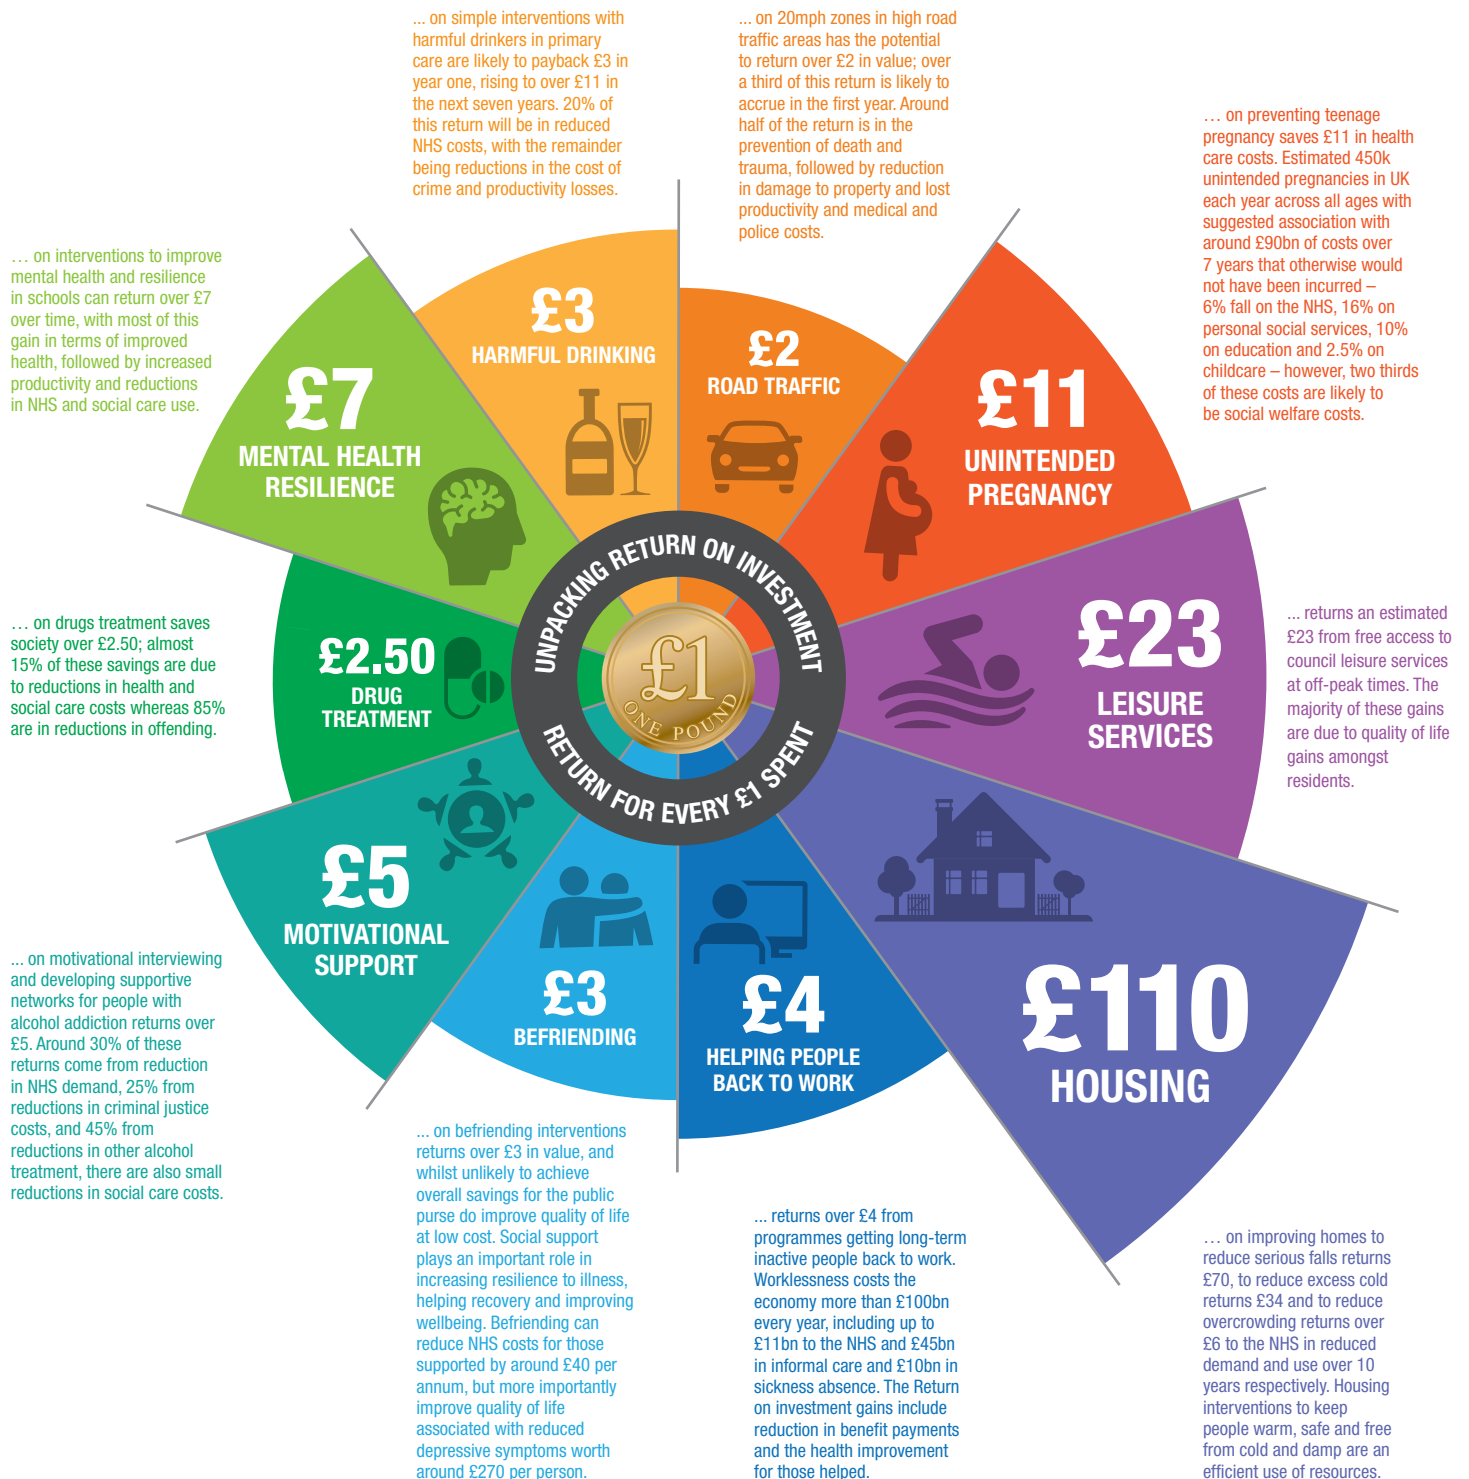 ... on simple interventions with
harmful drinkers in primary
care are likely to payback £3 in
year one, rising to over £11 in
the next seven years. 20% of
this return will be in reduced
NHS costs, with the remainder
being reductions in the cost of
crime and productivity losses.
... on 20mph zones in high road
traffic areas has the potential
to return over £2 in value; over
a third of this return is likely to
accrue in the first year. Around
half of the return is in the
prevention of death and
trauma, followed by reduction
in damage to property and lost
productivity and medical and
police costs.
… on preventing teenage
pregnancy saves £11 in health
care costs. Estimated 450k
unintended pregnancies in UK
each year across all ages with
suggested association with
around £90bn of costs over
7 years that otherwise would
not have been incurred –
6% fall on the NHS, 16% on
personal social services, 10%
on education and 2.5% on
childcare – however, two thirds
of these costs are likely to
be social welfare costs.
… on interventions to improve
mental health and resilience
in schools can return over £7
over time, with most of this
gain in terms of improved
health, followed by increased
productivity and reductions
in NHS and social care use.
£3
HARMFUL DRINKING
£2
ROAD TRAFFIC
£7
MENTAL HEALTH
RESILIENCE
£11
UNINTENDED
PREGNANCY
UNPACKING RETURN ON INVESTMENT
£1
ONE POUND
RETURN FOR EVERY £1 SPENT
£23
LEISURE
SERVICES
... returns an estimated
£23 from free access to
council leisure services
at off-peak times. The
majority of these gains
are due to quality of life
gains amongst
residents.
… on drugs treatment saves
society over £2.50; almost
15% of these savings are due
to reductions in health and
social care costs whereas 85%
are in reductions in offending.
£2.50
DRUG
TREATMENT
£5
MOTIVATIONAL
SUPPORT
£3
BEFRIENDING
£4
HELPING PEOPLE
BACK TO WORK
£110
HOUSING
... on motivational interviewing
and developing supportive
networks for people with
alcohol addiction returns over
£5. Around 30% of these
returns come from reduction
in NHS demand, 25% from
reductions in criminal justice
costs, and 45% from
reductions in other alcohol
treatment, there are also small
reductions in social care costs.
... on befriending interventions
returns over £3 in value, and
whilst unlikely to achieve
overall savings for the public
purse do improve quality of life
at low cost. Social support
plays an important role in
increasing resilience to illness,
helping recovery and improving
wellbeing. Befriending can
reduce NHS costs for those
supported by around £40 per
annum, but more importantly
improve quality of life
associated with reduced
depressive symptoms worth
around £270 per person.
... returns over £4 from
programmes getting long-term
inactive people back to work.
Worklessness costs the
economy more than £100bn
every year, including up to
£11bn to the NHS and £45bn
in informal care and £10bn in
sickness absence. The Return
on investment gains include
reduction in benefit payments
and the health improvement
for those helped.
… on improving homes to
reduce serious falls returns
£70, to reduce excess cold
returns £34 and to reduce
overcrowding returns over
£6 to the NHS in reduced
demand and use over 10
years respectively. Housing
interventions to keep
people warm, safe and free
from cold and damp are an
efficient use of resources.